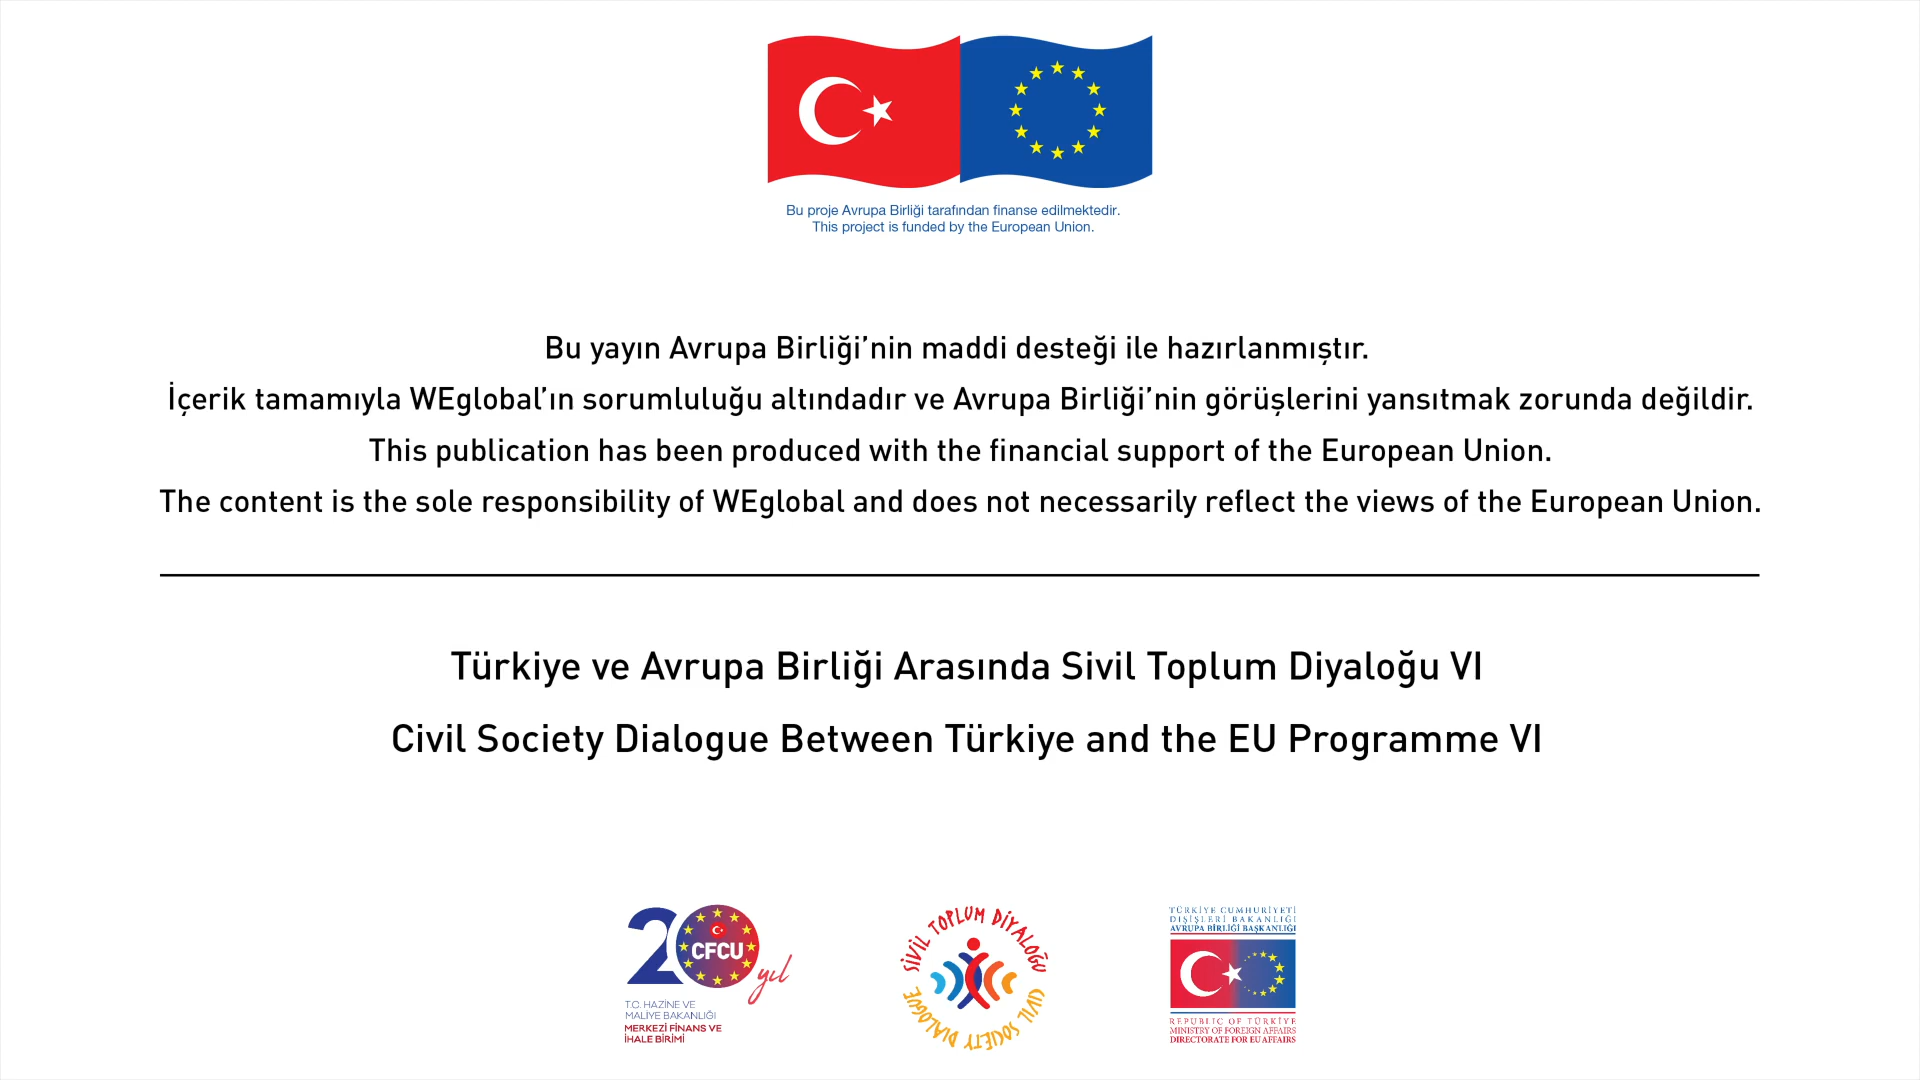 Bu proje Avrupa Birliği tarafından finanse edilmektedir.
This project is funded by the European Union.
Bu yayın Avrupa Birliği’nin maddi desteği ile hazırlanmıştır.
İçerik tamamıyla WEglobal’ın sorumluluğu altındadır ve Avrupa Birliği’nin görüşlerini yansıtmak zorunda değildir.
This publication has been produced with the financial support of the European Union.
The content is the sole responsibility of WEglobal and does not necessarily reflect the views of the European Union.
Türkiye ve Avrupa Birliği Arasında Sivil Toplum Diyaloğu VI
Civil Society Dialogue Between Türkiye and the EU Programme VI
20 CFCU yıl
T.C. HAZİNE VE
MALİYE BAKANLIĞI
MERKEZİ FİNANS VE
İHALE BİRİMİ
SİVİL TOPLUM DİYALOĞU
CIVIL SOCIETY DIALOGUE
TÜRKİYE CUMHURİYETİ
DIŞİŞLERİ BAKANLIĞI
AVRUPA BİRLİĞİ BAŞKANLIĞI
REPUBLIC OF TÜRKİYE
MINISTRY OF FOREIGN AFFAIRS
DIRECTORATE FOR EU AFFAIRS